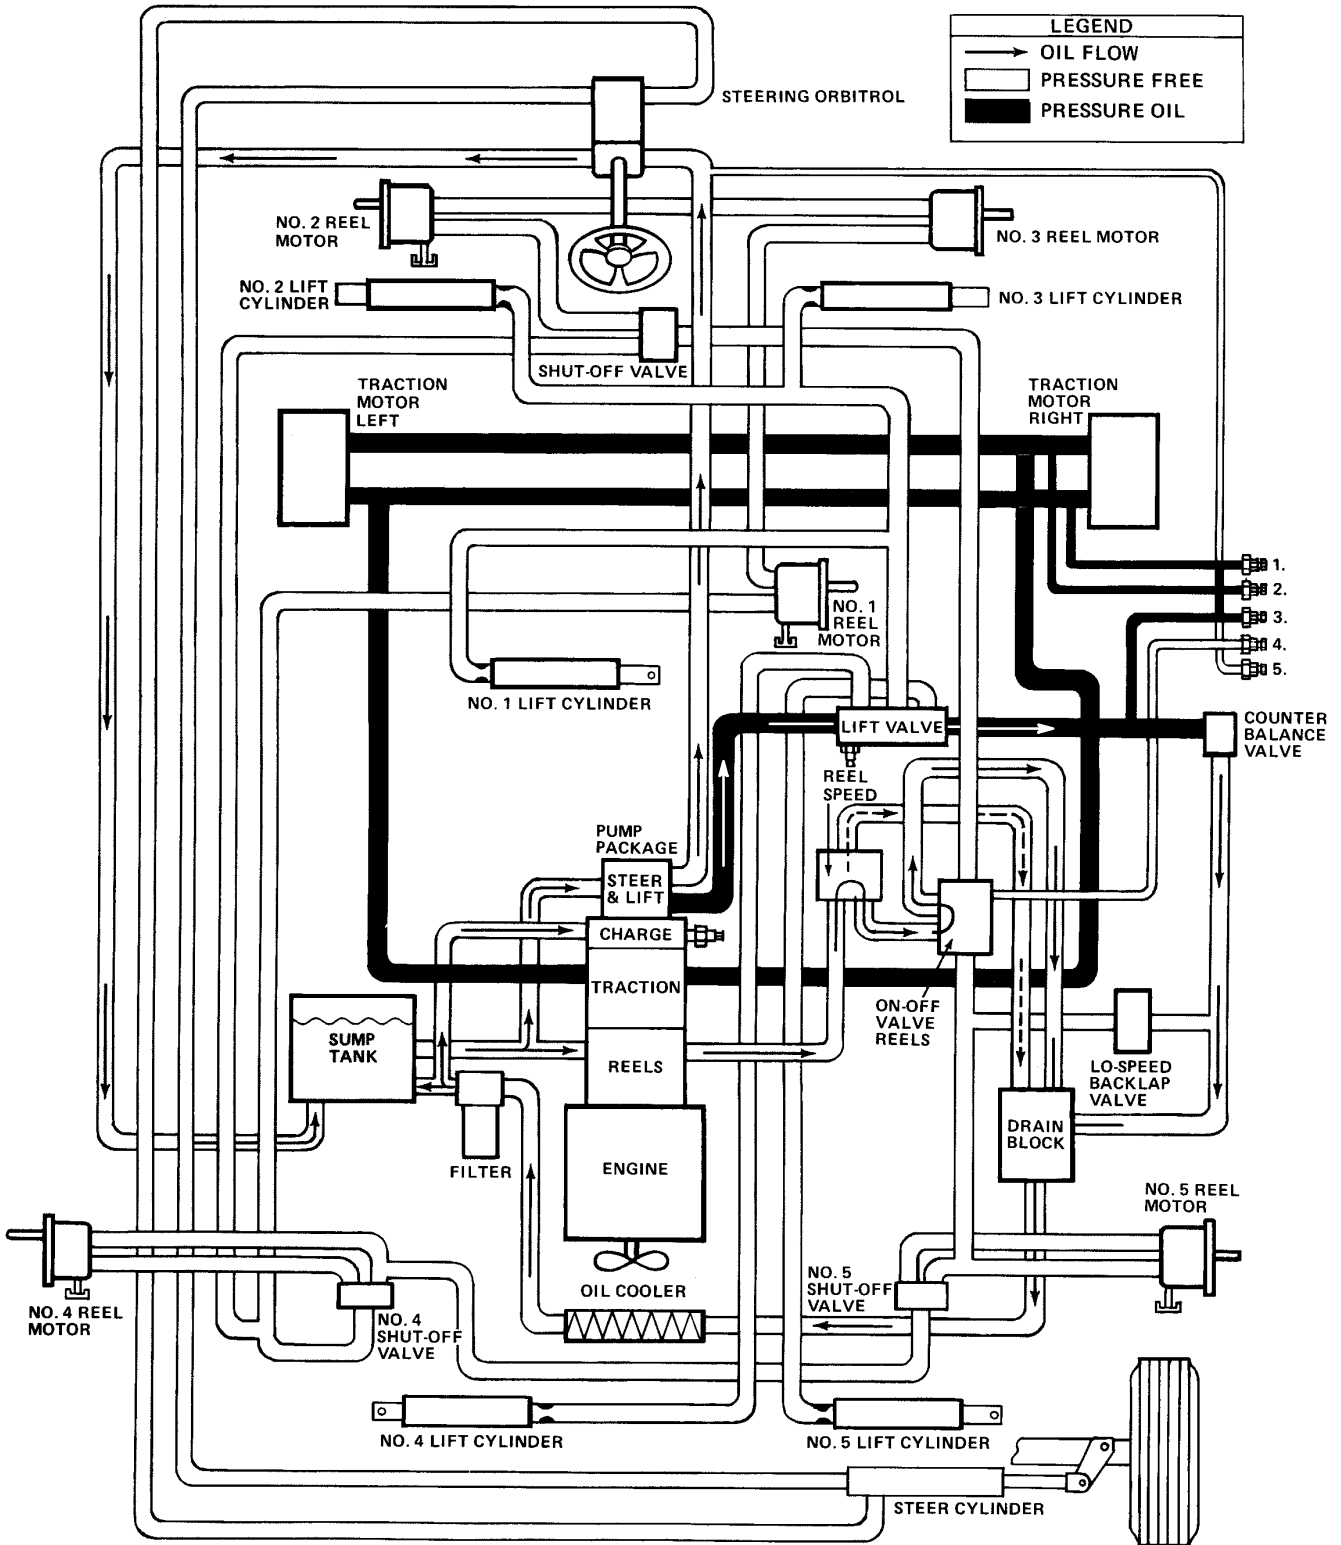 LEGEND
OIL FLOW
PRESSURE FREE
PRESSURE OIL
STEERING ORBITROL
NO. 2 REEL
MOTOR
NO. 3 REEL MOTOR
NO. 2 LIFT
CYLINDER
NO. 3 LIFT CYLINDER
SHUT-OFF VALVE
TRACTION
MOTOR
LEFT
TRACTION
MOTOR
RIGHT
1.
2.
3.
4.
5.
NO. 1
REEL
MOTOR
NO. 1 LIFT CYLINDER
LIFT VALVE
COUNTER
BALANCE
VALVE
REEL
SPEED
PUMP
PACKAGE
STEER
& LIFT
CHARGE
TRACTION
REELS
ENGINE
SUMP
TANK
FILTER
ON-OFF
VALVE
REELS
LO-SPEED
BACKLAP
VALVE
DRAIN
BLOCK
NO. 5 REEL
MOTOR
OIL COOLER
NO. 5
SHUT-OFF
VALVE
NO. 4 REEL
MOTOR
NO. 4
SHUT-OFF
VALVE
NO. 4 LIFT CYLINDER
NO. 5 LIFT CYLINDER
STEER CYLINDER